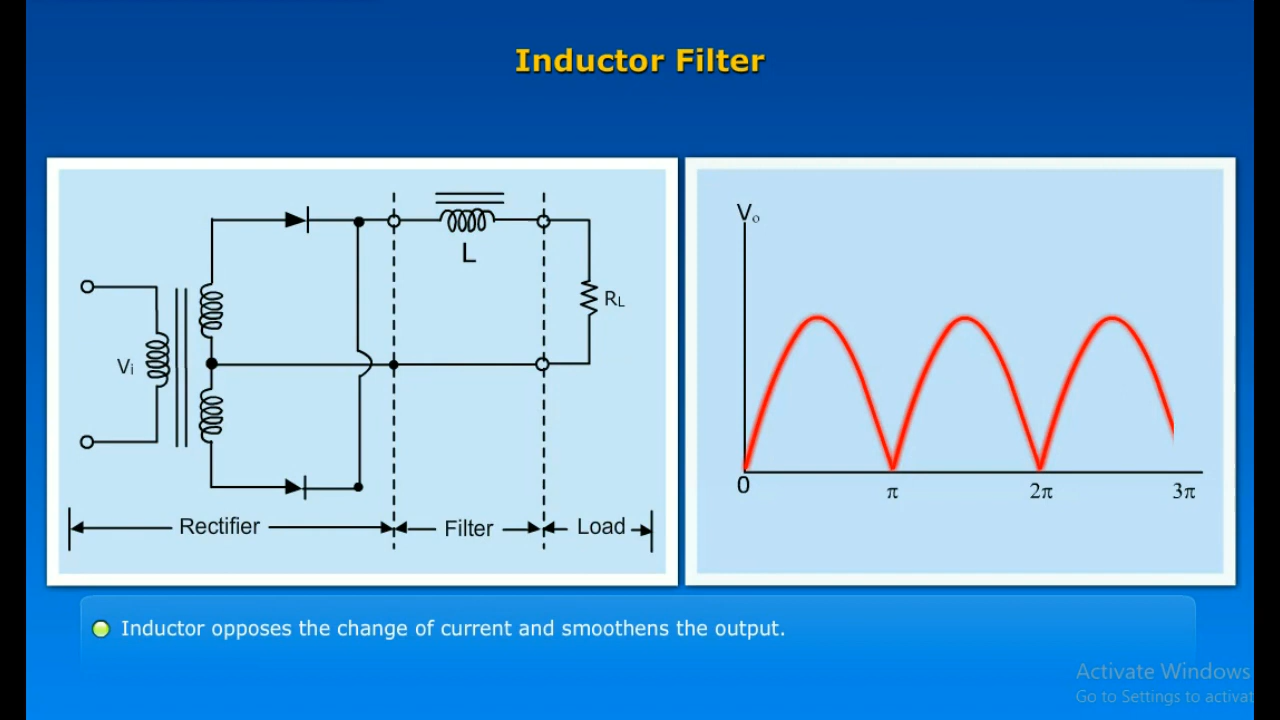 Inductor Filter
L
RL
Vi
Rectifier
Filter
Load
Vo
0
π
2π
3π
Inductor opposes the change of current and smoothens the output.
Activate Windows
Go to Settings to activat